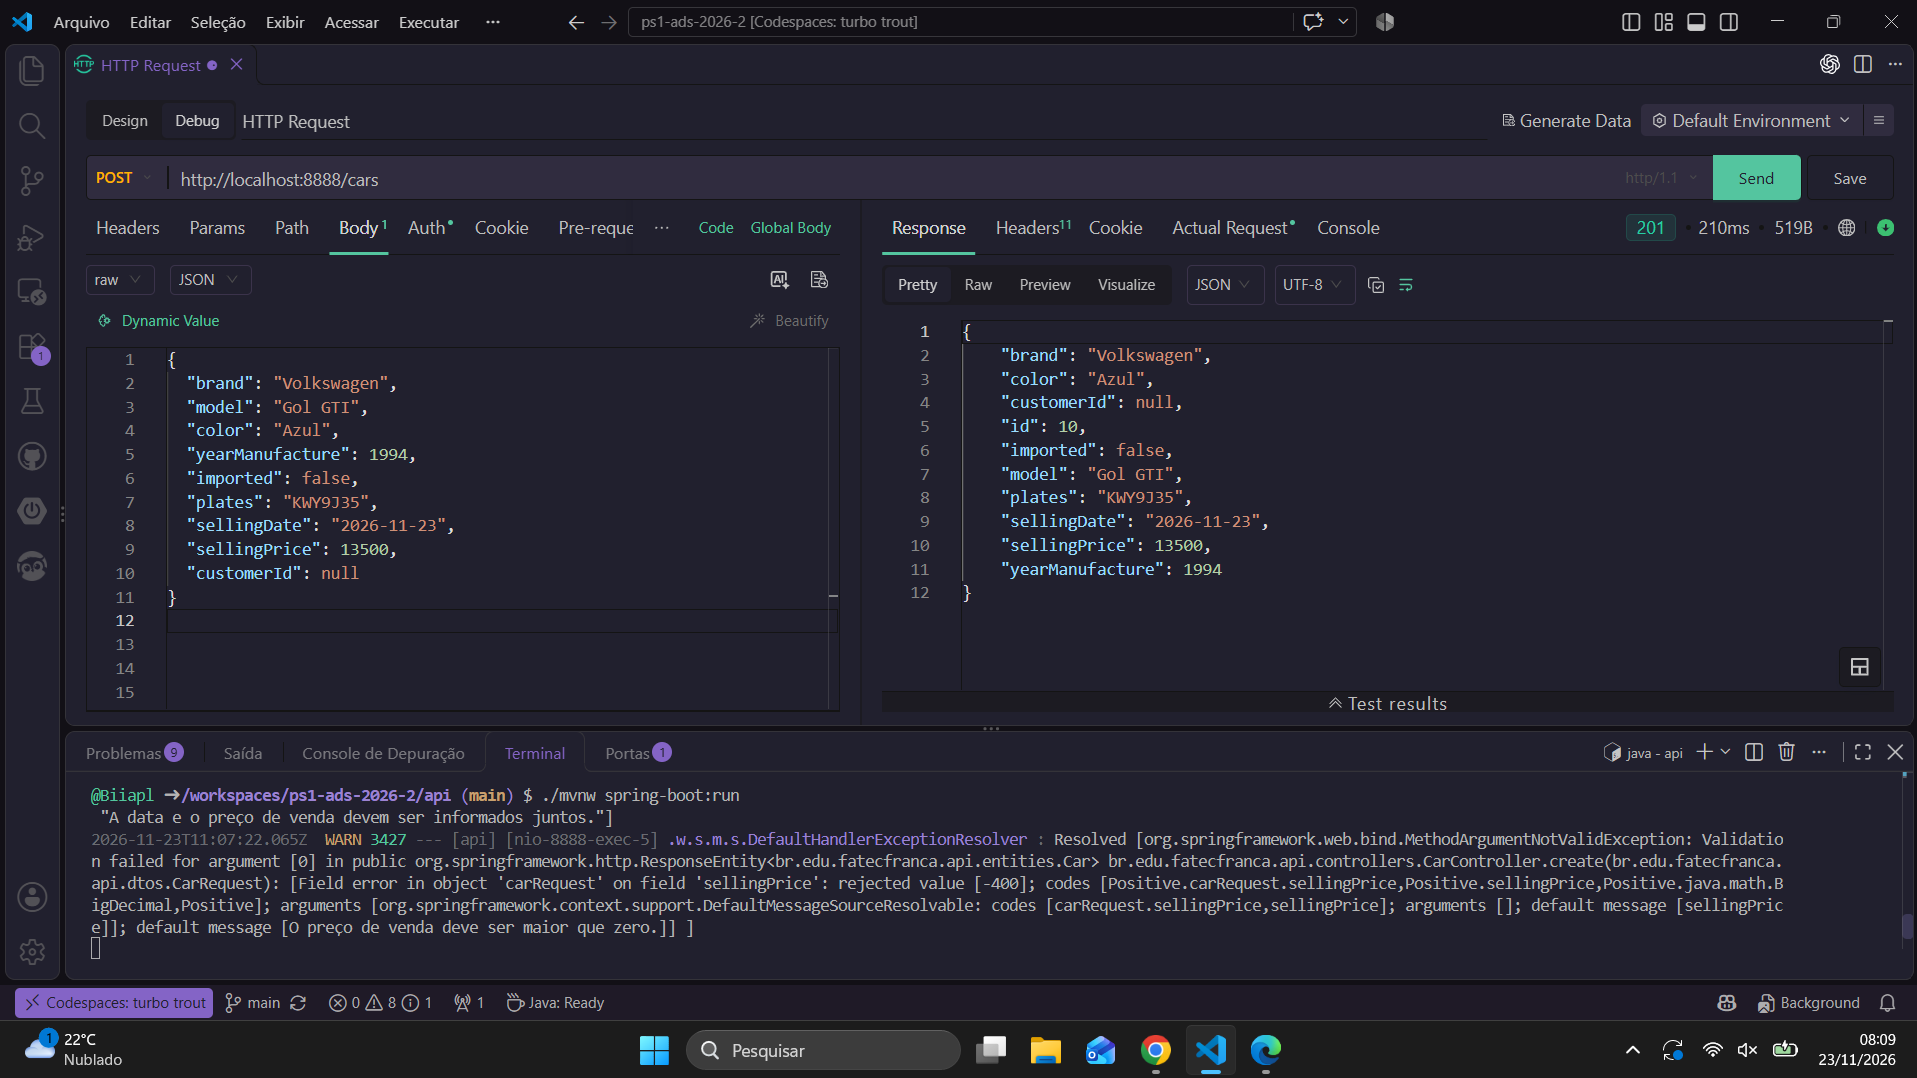 Arquivo Editar Seleção Exibir Acessar Executar ··· ps1-ads-2026-2 [Codespaces: turbo trout]
HTTP Request
Design Debug HTTP Request Generate Data Default Environment
POST http://localhost:8888/cars http/1.1 Send Save
Headers Params Path Body 1 Auth Cookie Pre-reque ··· Code Global Body
Response Headers 11 Cookie Actual Request Console 201 210ms 519B
raw JSON
Pretty Raw Preview Visualize JSON UTF-8
Dynamic Value Beautify
1 {
2 "brand": "Volkswagen",
3 "model": "Gol GTI",
4 "color": "Azul",
5 "yearManufacture": 1994,
6 "imported": false,
7 "plates": "KWY9J35",
8 "sellingDate": "2026-11-23",
9 "sellingPrice": 13500,
10 "customerId": null
11 }
12
13
14
15
1 {
2 "brand": "Volkswagen",
3 "color": "Azul",
4 "customerId": null,
5 "id": 10,
6 "imported": false,
7 "model": "Gol GTI",
8 "plates": "KWY9J35",
9 "sellingDate": "2026-11-23",
10 "sellingPrice": 13500,
11 "yearManufacture": 1994
12 }
Test results
Problemas 9 Saída Console de Depuração Terminal Portas 1 java - api
@Biiapl ➜/workspaces/ps1-ads-2026-2/api (main) $ ./mvnw spring-boot:run
"A data e o preço de venda devem ser informados juntos."]
2026-11-23T11:07:22.065Z WARN 3427 --- [api] [nio-8888-exec-5] .w.s.m.s.DefaultHandlerExceptionResolver : Resolved [org.springframework.web.bind.MethodArgumentNotValidException: Validatio
n failed for argument [0] in public org.springframework.http.ResponseEntity<br.edu.fatecfranca.api.entities.Car> br.edu.fatecfranca.api.controllers.CarController.create(br.edu.fatecfranca.
api.dtos.CarRequest): [Field error in object 'carRequest' on field 'sellingPrice': rejected value [-400]; codes [Positive.carRequest.sellingPrice,Positive.sellingPrice,Positive.java.math.B
igDecimal,Positive]; arguments [org.springframework.context.support.DefaultMessageSourceResolvable: codes [carRequest.sellingPrice,sellingPrice]; arguments []; default message [sellingPric
e]]; default message [O preço de venda deve ser maior que zero.]] ]
Codespaces: turbo trout main 0 8 1 1 Java: Ready Background
1 22°C
Nublado
Pesquisar
08:09
23/11/2026